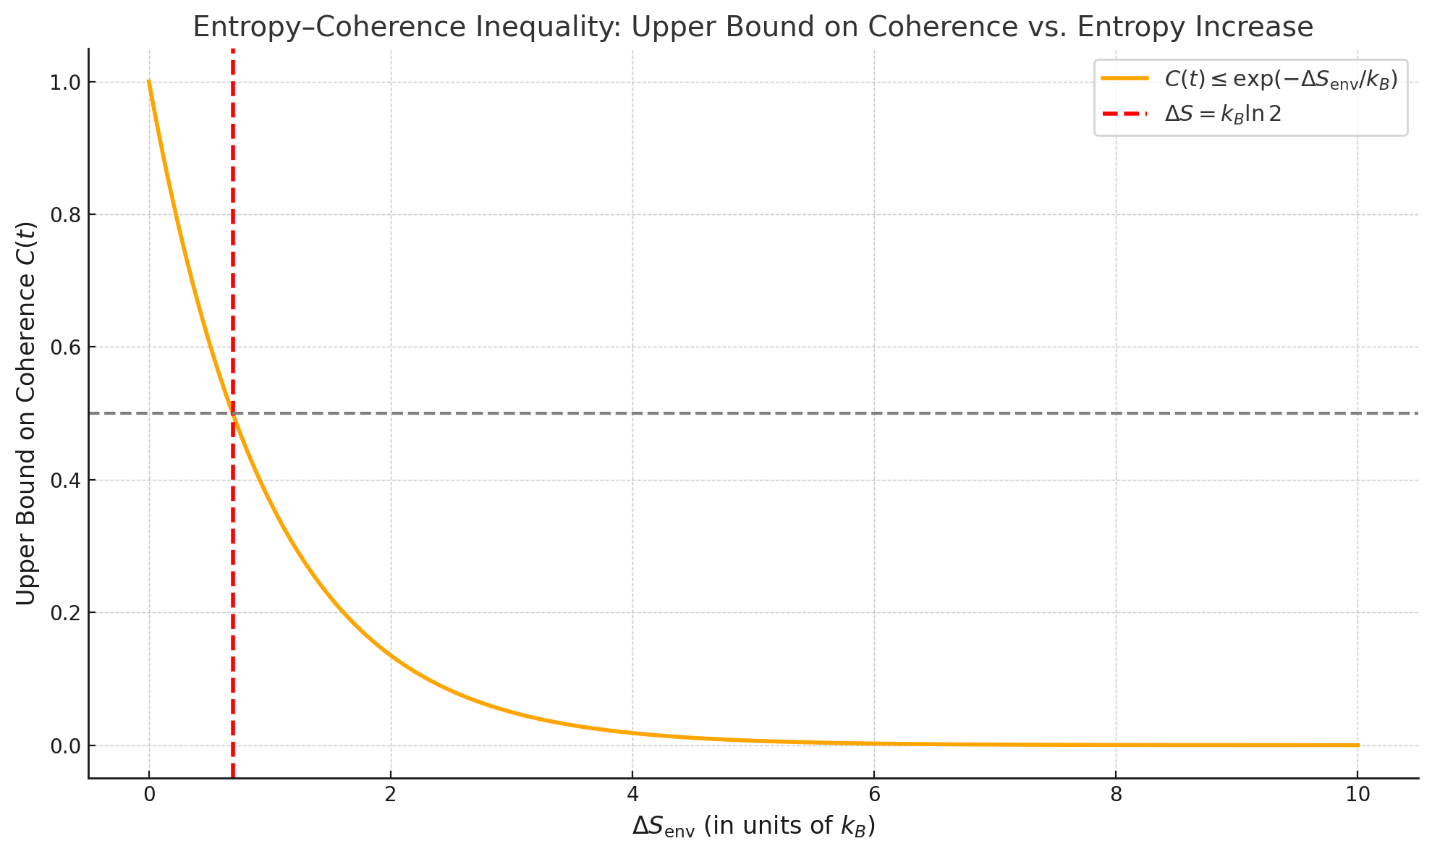 Entropy–Coherence Inequality: Upper Bound on Coherence vs. Entropy Increase
C(t) ≤ exp(−ΔS_env/k_B)
ΔS = k_B ln 2
Upper Bound on Coherence C(t)
1.0
0.8
0.6
0.4
0.2
0.0
0 2 4 6 8 10
ΔS_env (in units of k_B)